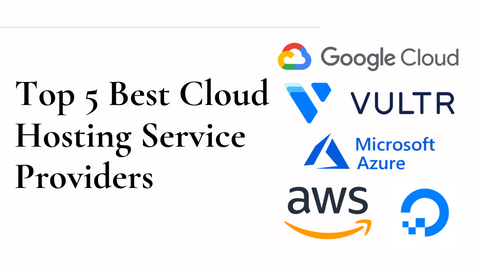 Top 5 Best Cloud
Hosting Service
Providers
Google Cloud
VULTR
Microsoft
Azure
aws